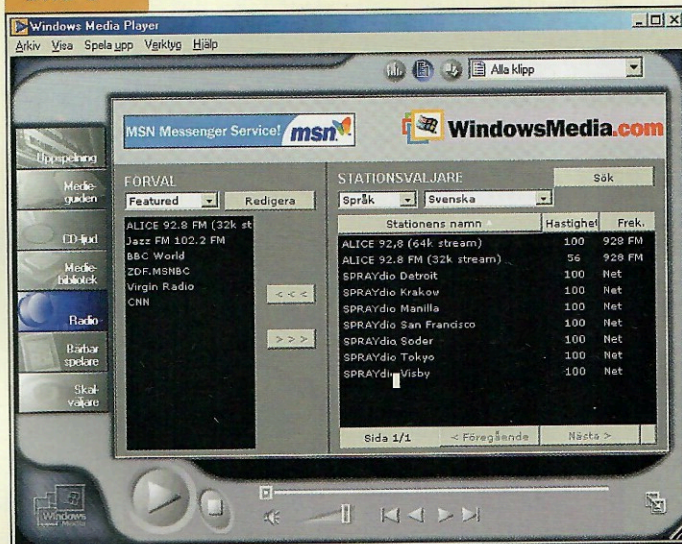 Windows Media Player
Arkiv Visa Spela upp Verktyg Hjälp
Alla klipp
MSN Messenger Service! msn
WindowsMedia.com
Uppspelning
Medie-
guiden
CD-ljud
Medie-
bibliotek
Radio
Bärbar
spelare
Skal-
väljare
FÖRVAL
Featured Redigera
ALICE 92.8 FM (32k st
Jazz FM 102.2 FM
BBC World
ZDF.MSNBC
Virgin Radio
CNN
<<<
>>>
STATIONSVÄLJARE Sök
Språk Svenska
Stationens namn Hastighet Frek.
ALICE 92,8 (64k stream) 100 928 FM
ALICE 92.8 FM (32k stream) 56 928 FM
SPRAYdio Detroit 100 Net
SPRAYdio Krakow 100 Net
SPRAYdio Manilla 100 Net
SPRAYdio San Francisco 100 Net
SPRAYdio Soder 100 Net
SPRAYdio Tokyo 100 Net
SPRAYdio Visby 100 Net
Sida 1/1 < Föregående Nästa >
Windows
Media